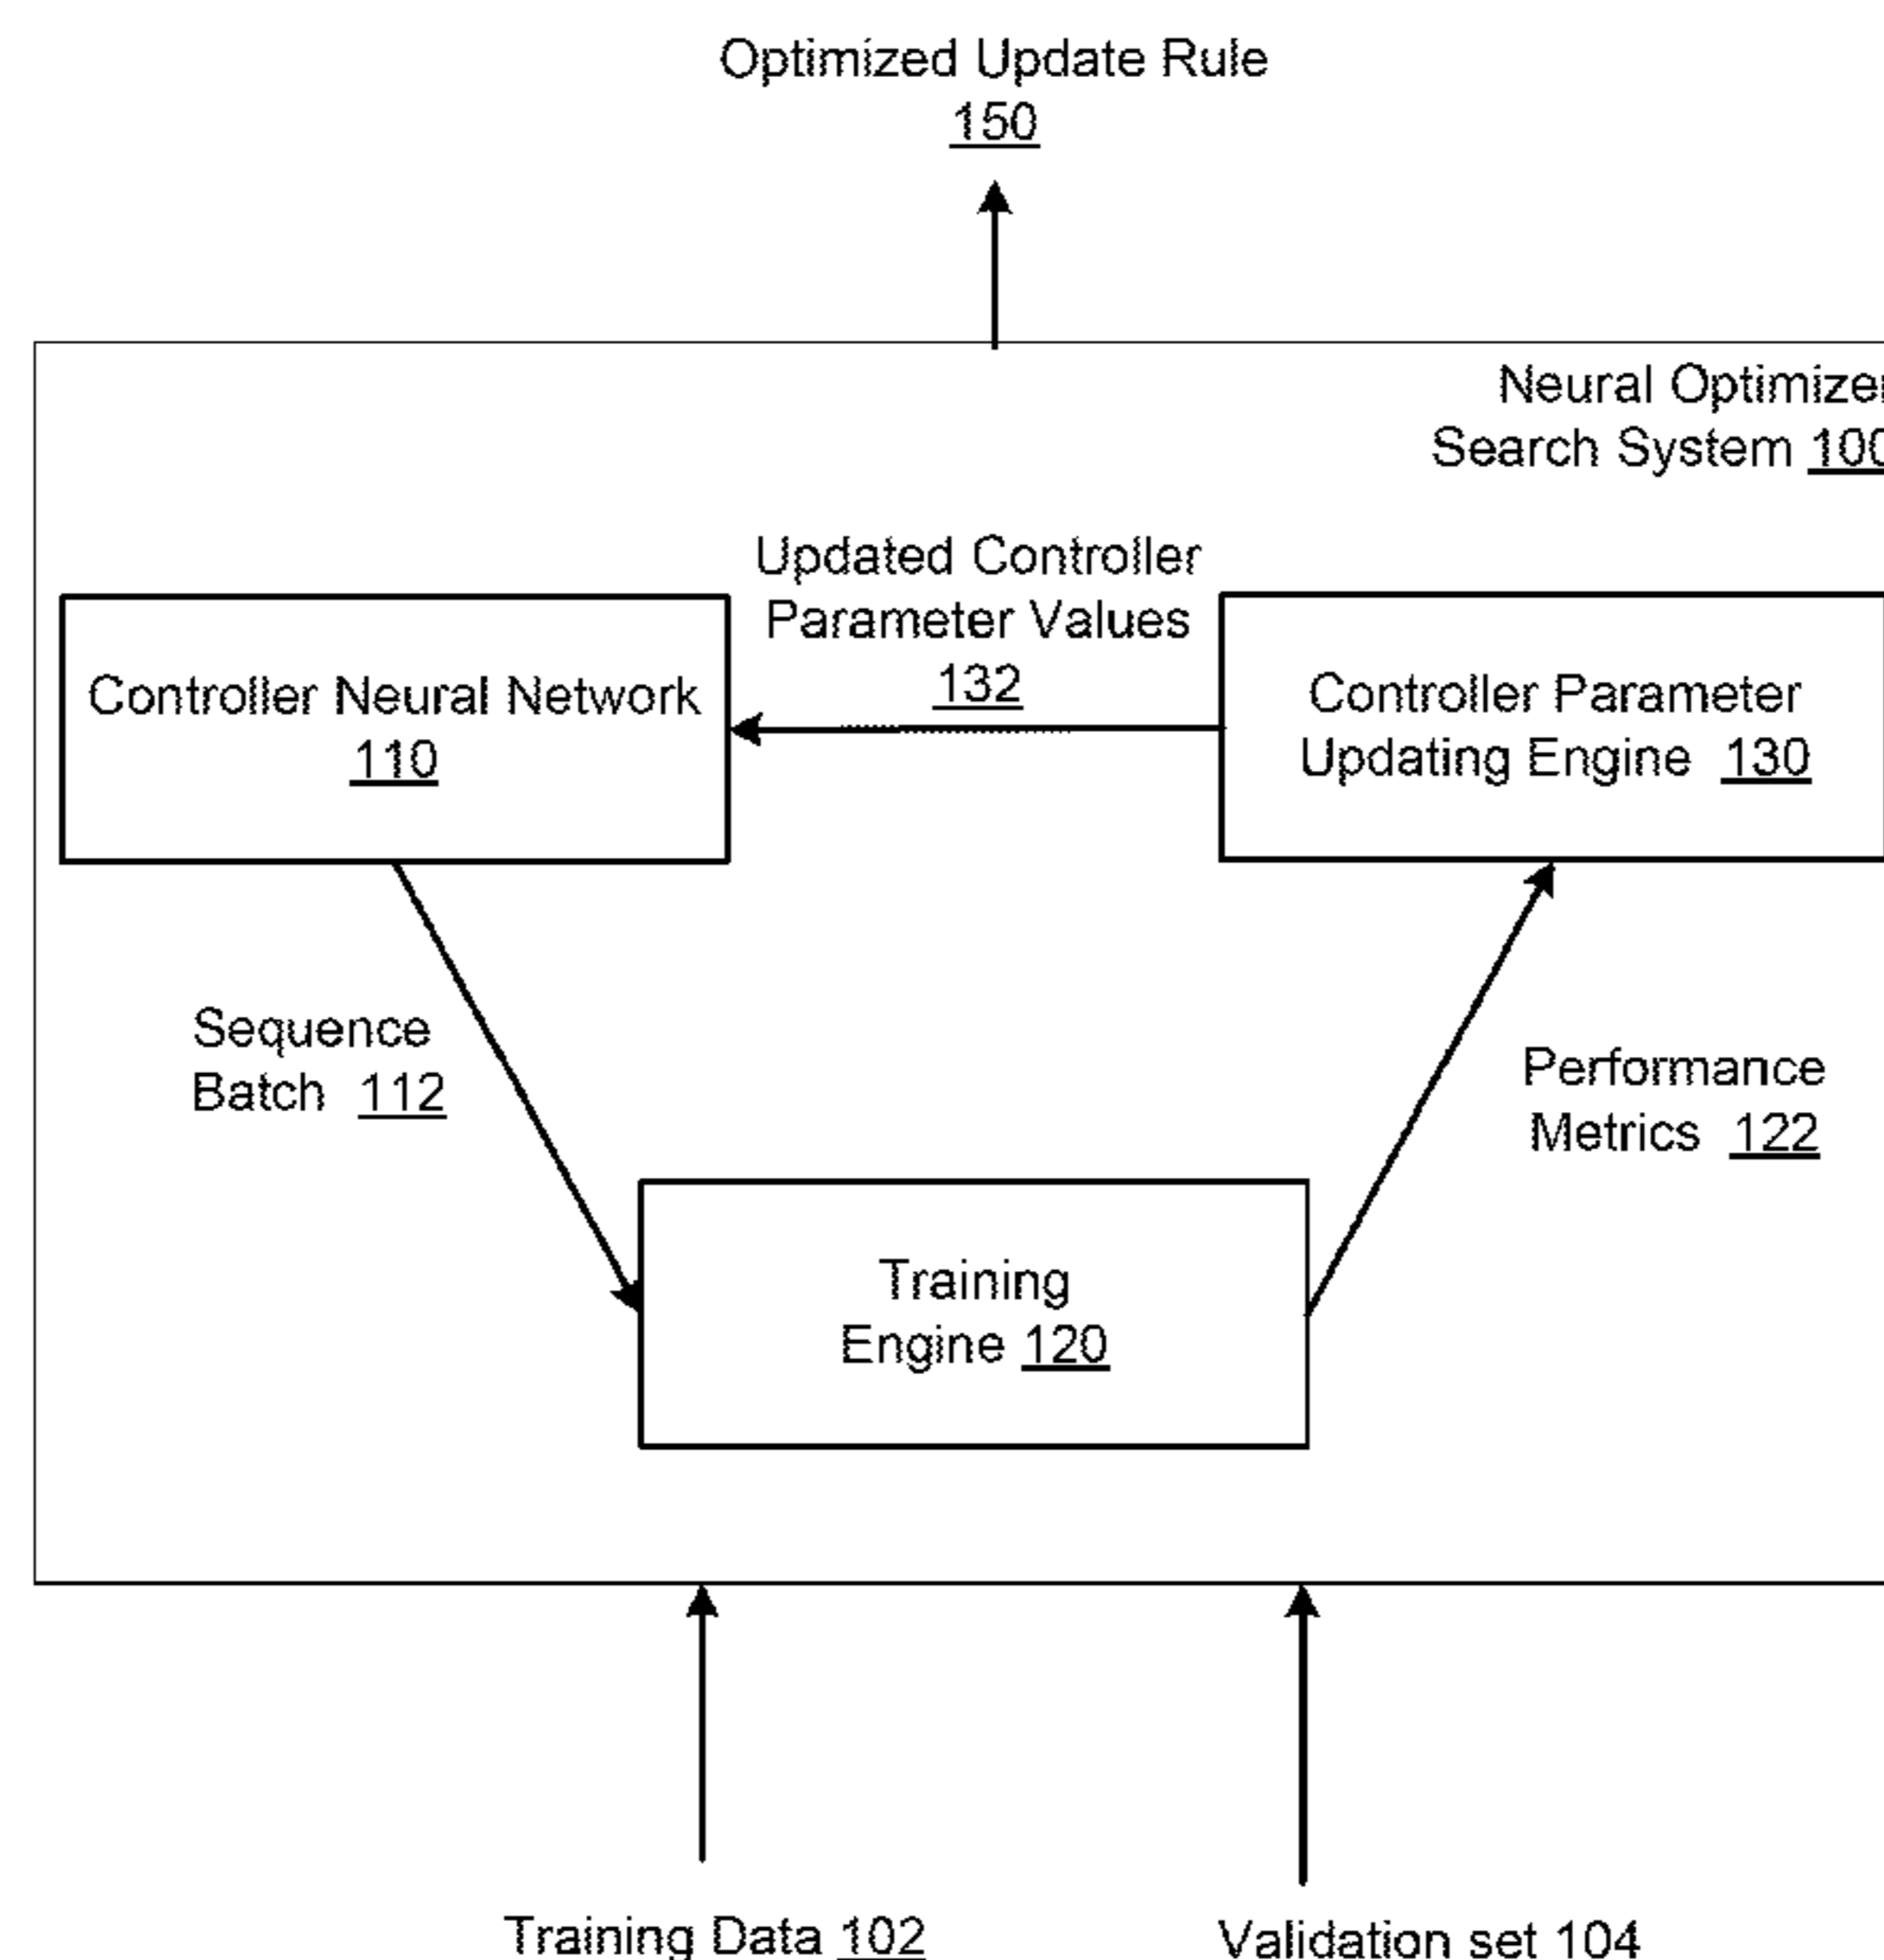 Optimized Update Rule
150
Neural Optimizer
Search System 100
Updated Controller
Parameter Values
132
Controller Neural Network
110
Controller Parameter
Updating Engine 130
Sequence
Batch 112
Performance
Metrics 122
Training
Engine 120
Training Data 102
Validation set 104